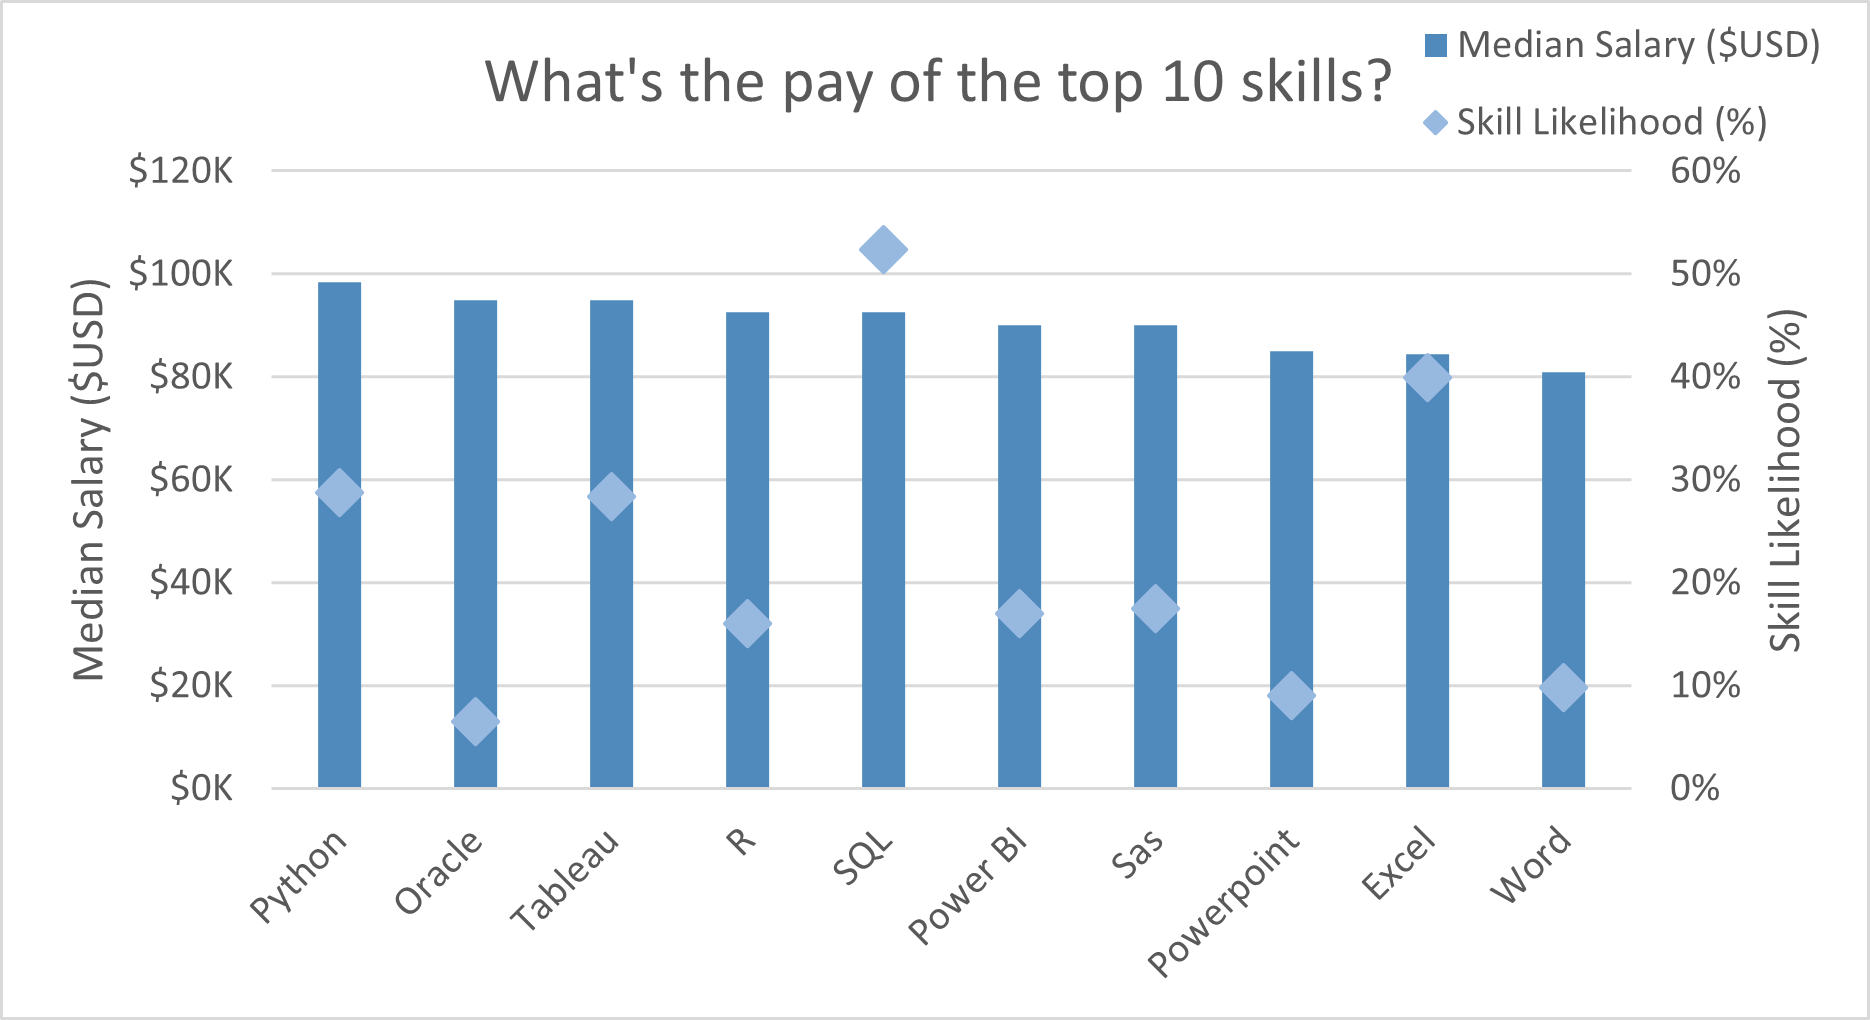 What's the pay of the top 10 skills?
Median Salary ($USD)
Skill Likelihood (%)
$120K
$100K
$80K
$60K
$40K
$20K
$0K
Median Salary ($USD)
60%
50%
40%
30%
20%
10%
0%
Skill Likelihood (%)
Python
Oracle
Tableau
R
SQL
Power BI
Sas
Powerpoint
Excel
Word